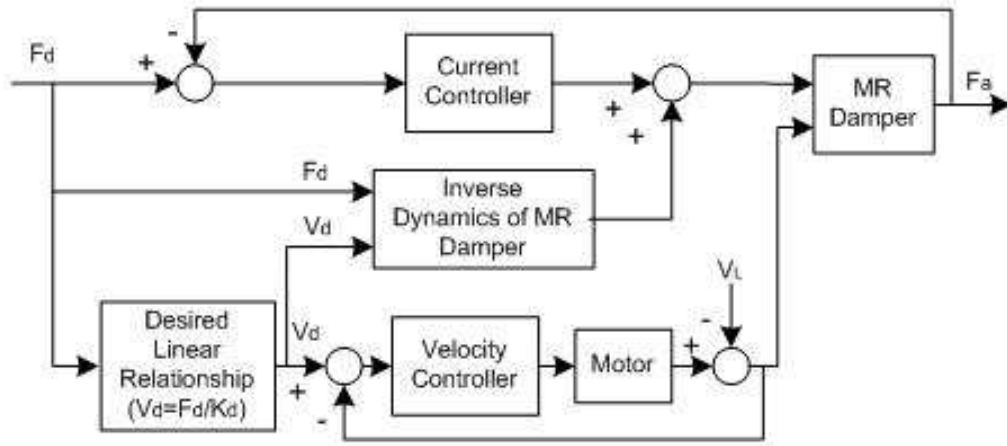 -
Fd
+
Current
Controller
+
+
MR
Damper
Fa
Fd
Inverse
Dynamics of MR
Damper
Vd
VL
Desired
Linear
Relationship
(Vd=Fd/Kd)
Vd
+
-
Velocity
Controller
Motor
+
-